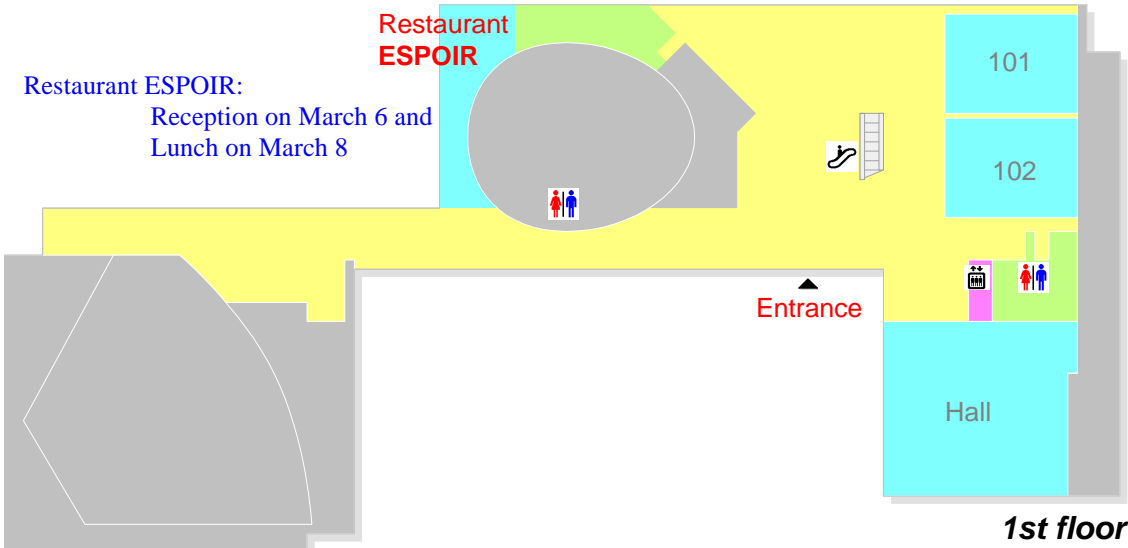 Restaurant
ESPOIR
Restaurant ESPOIR:
Reception on March 6 and
Lunch on March 8
101
102
Entrance
Hall
1st floor